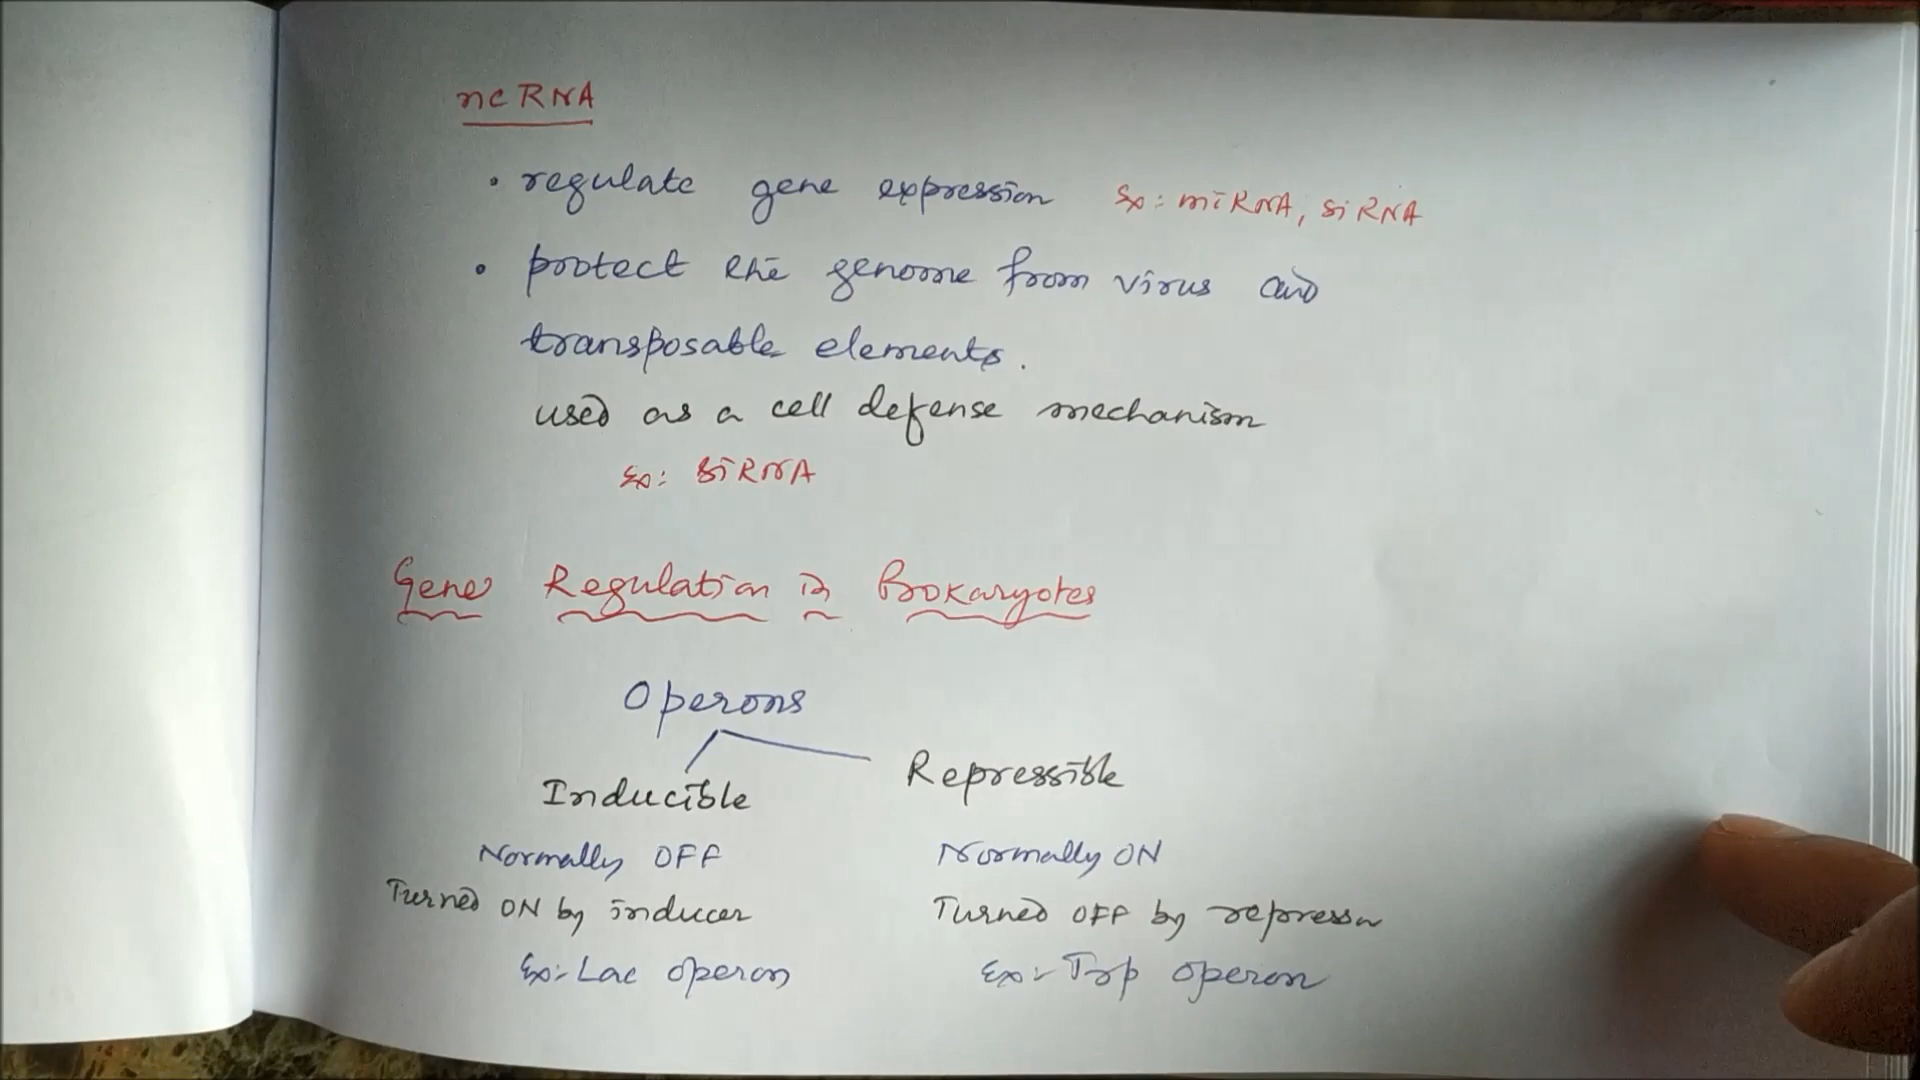 ncRNA
• regulate gene expression Ex: miRNA, siRNA
• protect the genome from virus and
transposable elements.
used as a cell defense mechanism
Ex: siRNA
Gene Regulation in Prokaryotes
Operons
Inducible Repressible
Normally OFF Normally ON
Turned ON by inducer Turned OFF by repressor
Ex:- Lac operon Ex:- Trp operon